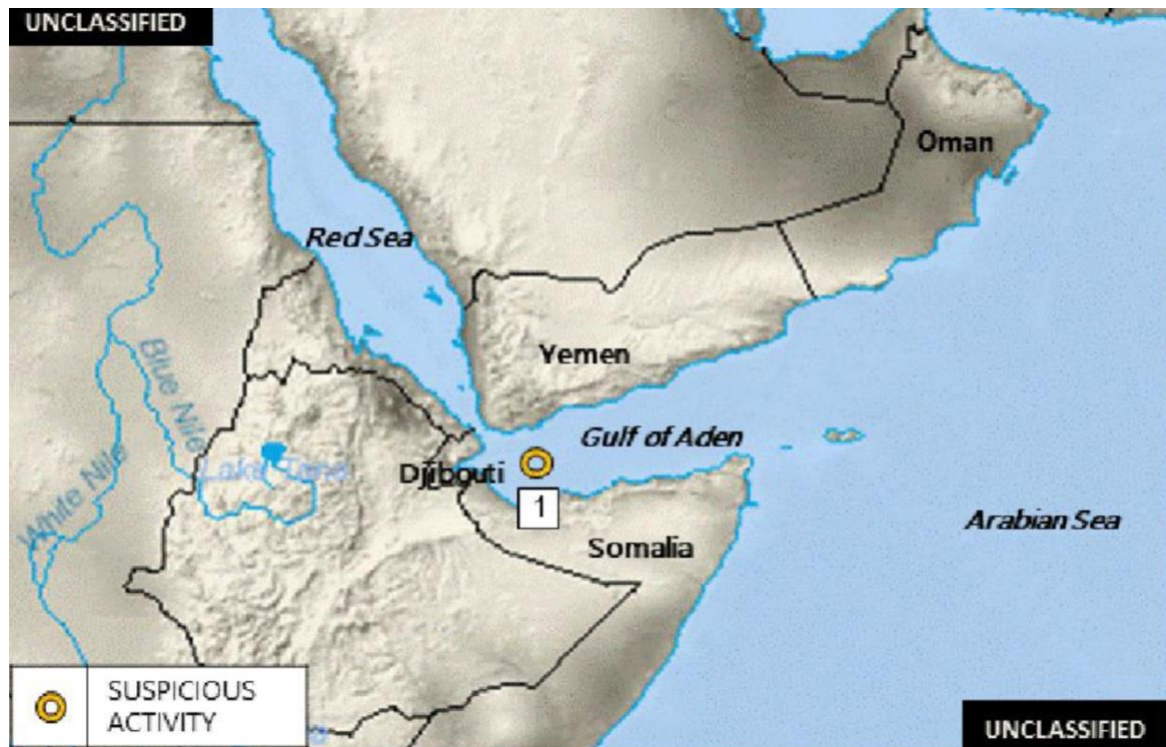 UNCLASSIFIED
Oman
Red Sea
Yemen
Blue Nile
Gulf of Aden
Lake Tana
Djibouti
White Nile
1
Arabian Sea
Somalia
SUSPICIOUS
ACTIVITY
UNCLASSIFIED